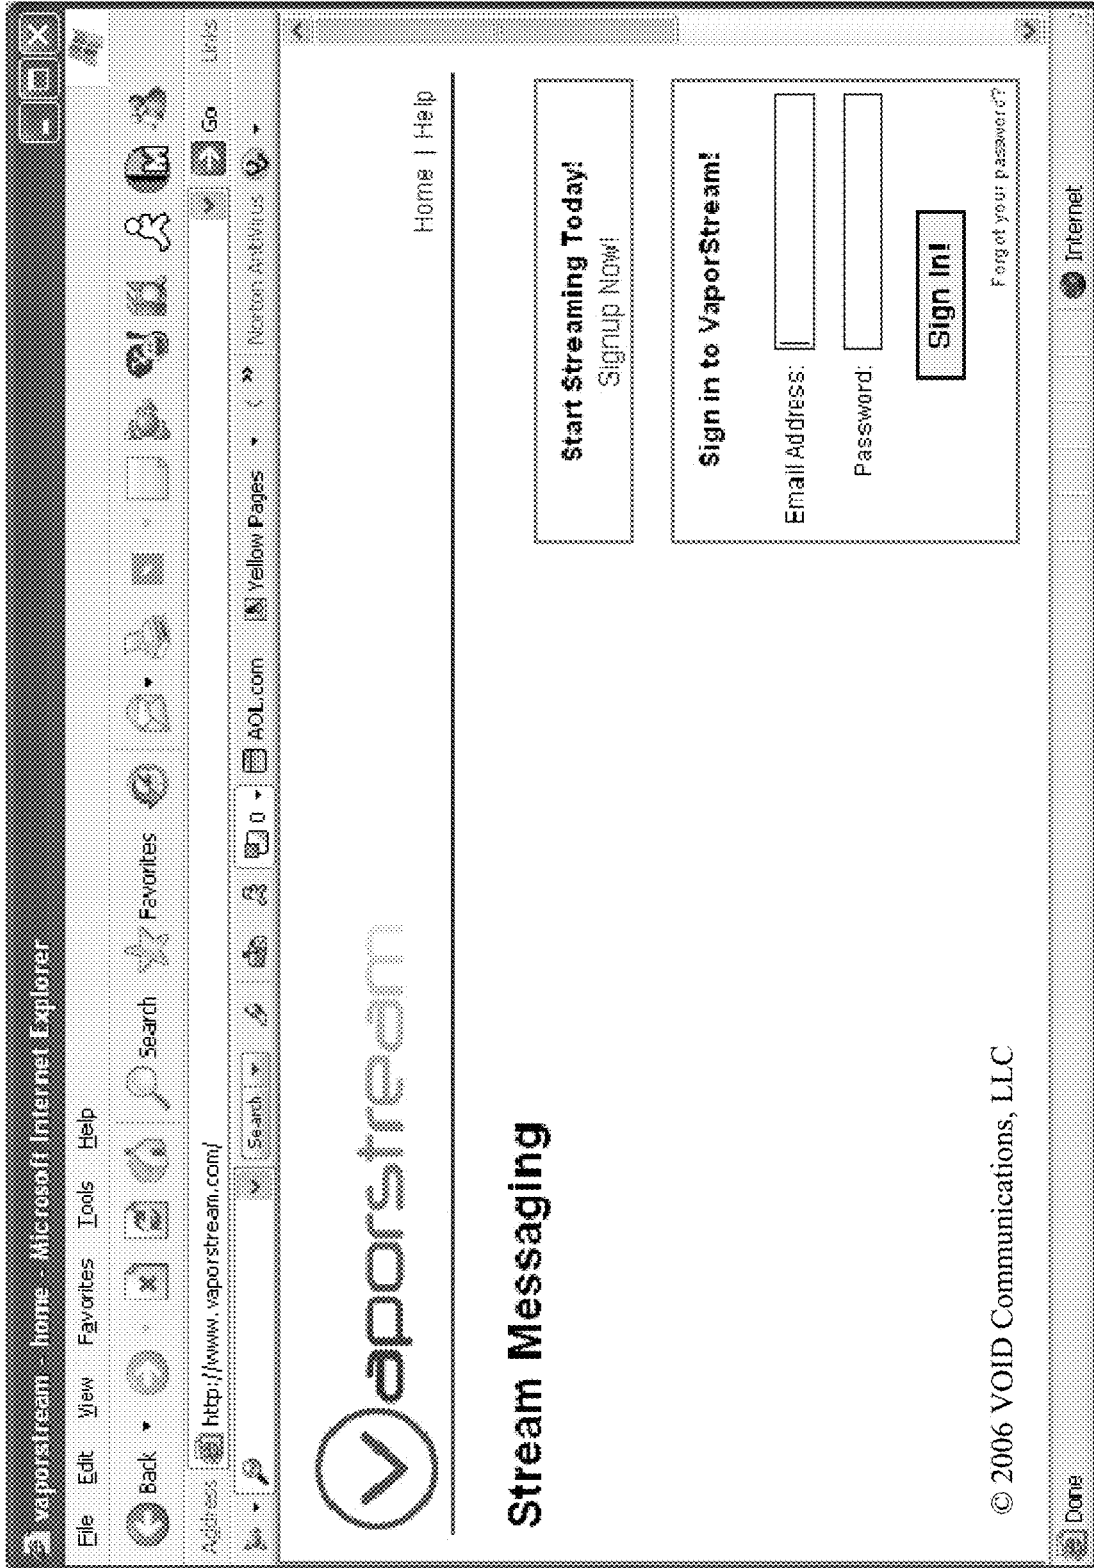 vaporstream - home - Microsoft Internet Explorer
File Edit View Favorites Tools Help
Back Search Favorites
Address http://www.vaporstream.com/ Go Links
Search 0 AOL.com Yellow Pages ( » Norton AntiVirus
vaporstream
Home | Help
Stream Messaging
Start Streaming Today!
Signup Now!
Sign in to VaporStream!
Email Address:
Password:
Sign In!
Forgot your password?
© 2006 VOID Communications, LLC
Done Internet